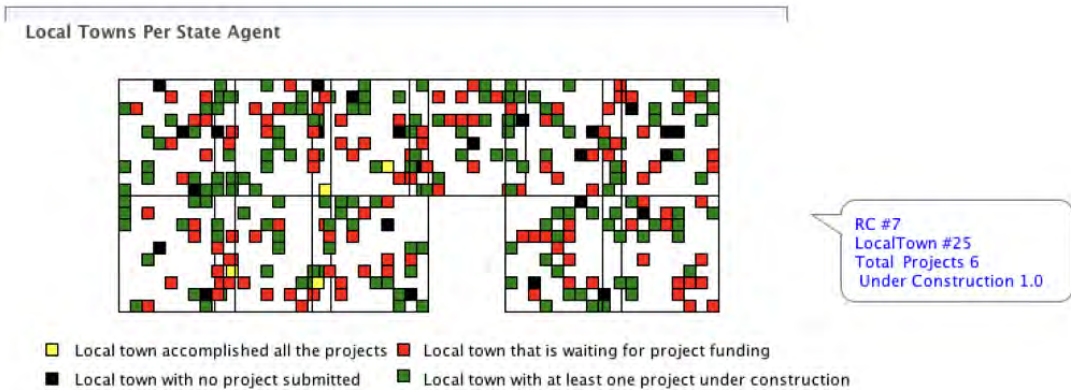 Local Towns Per State Agent
RC #7
LocalTown #25
Total Projects 6
Under Construction 1.0
Local town accomplished all the projects
Local town that is waiting for project funding
Local town with no project submitted
Local town with at least one project under construction